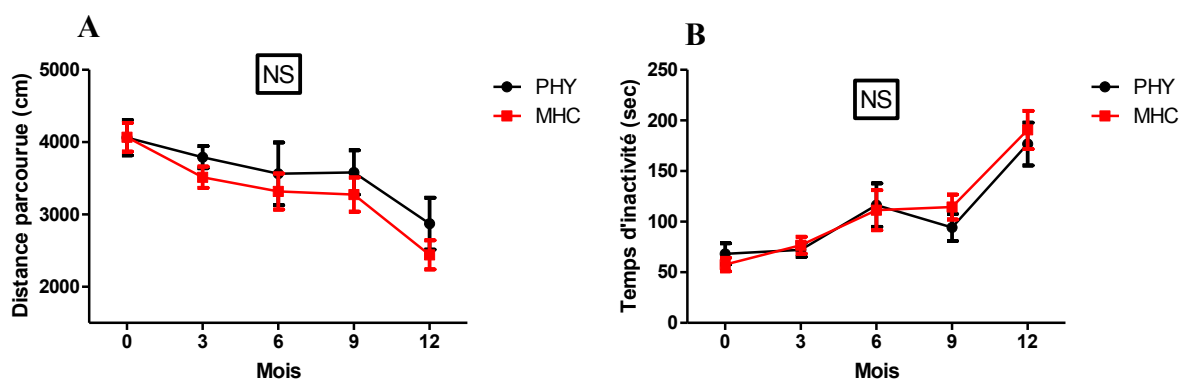 A
NS
Distance parcourue (cm)
5000
4000
3000
2000
0 3 6 9 12
Mois
PHY
MHC
B
NS
Temps d'inactivité (sec)
250
200
150
100
50
0
0 3 6 9 12
Mois
PHY
MHC